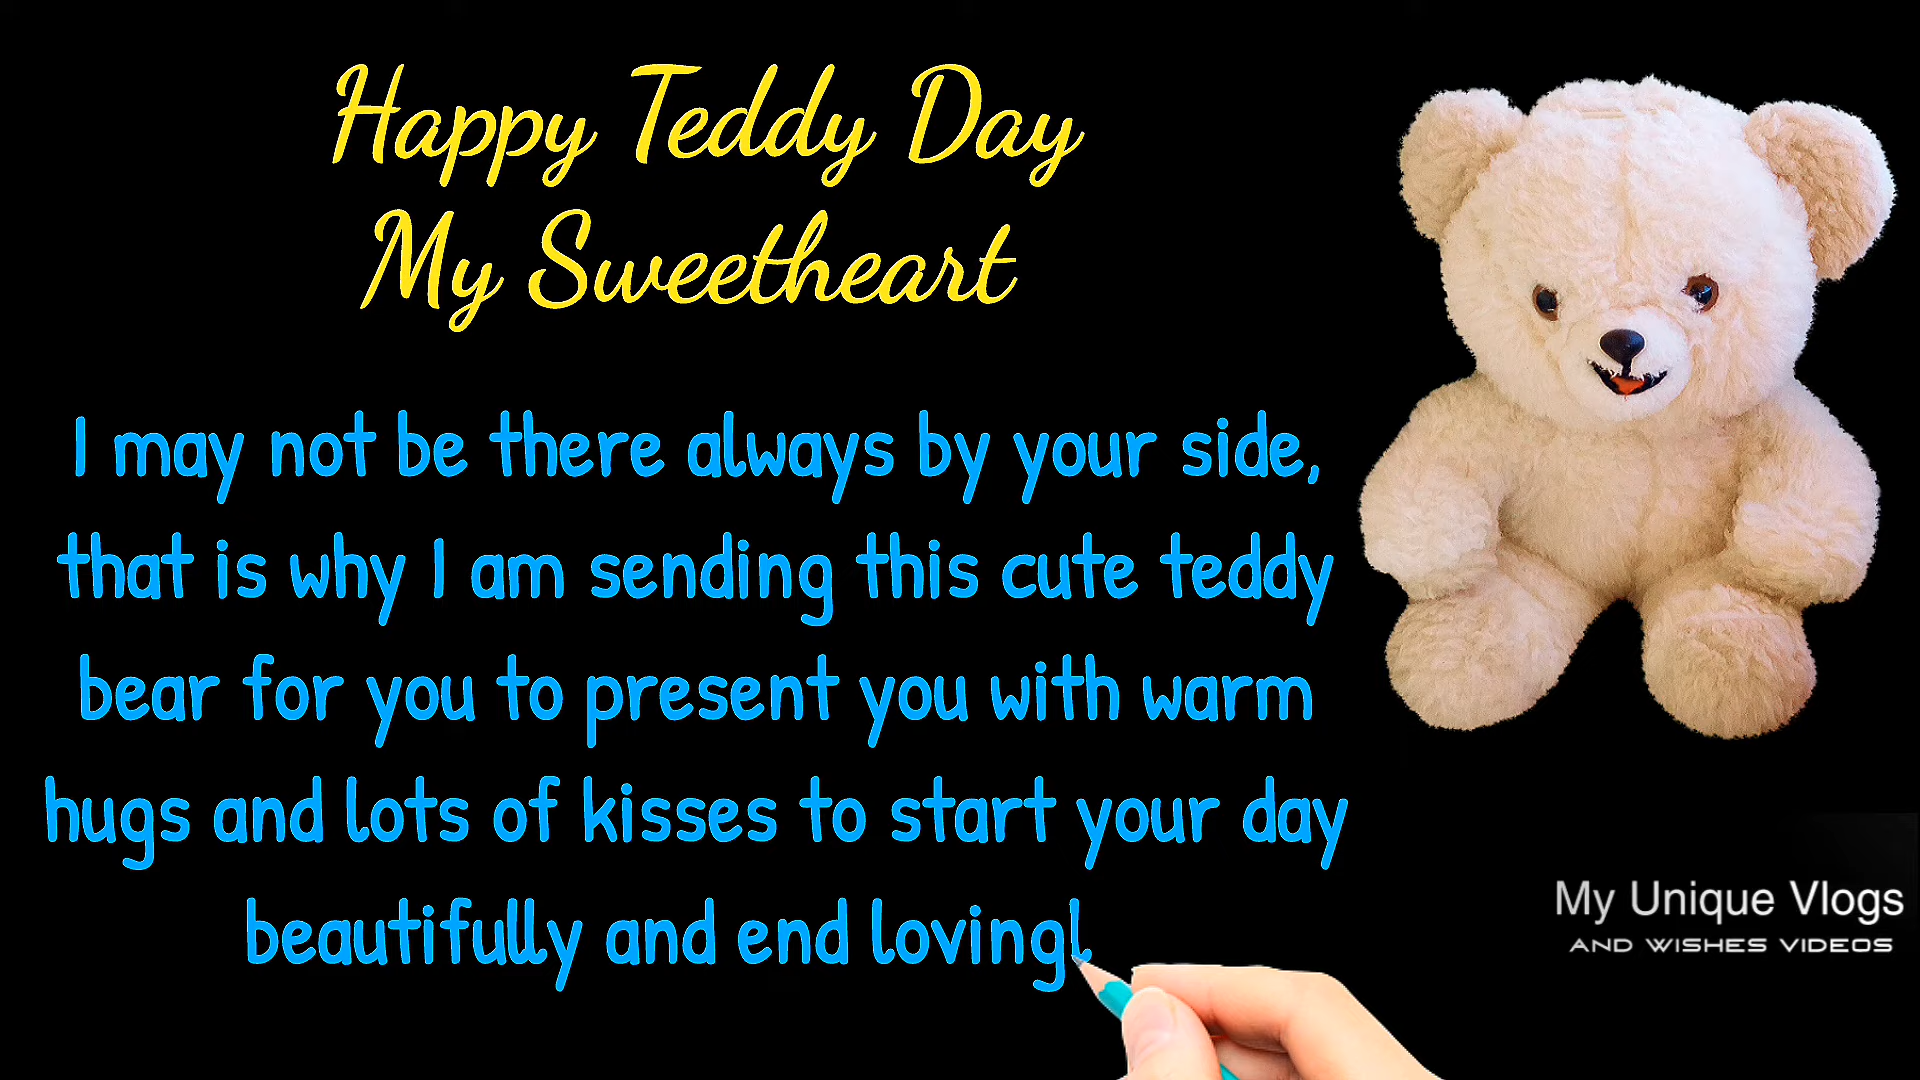 Happy Teddy Day
My Sweetheart
I may not be there always by your side,
that is why I am sending this cute teddy
bear for you to present you with warm
hugs and lots of kisses to start your day
beautifully and end lovingl
My Unique Vlogs
AND WISHES VIDEOS